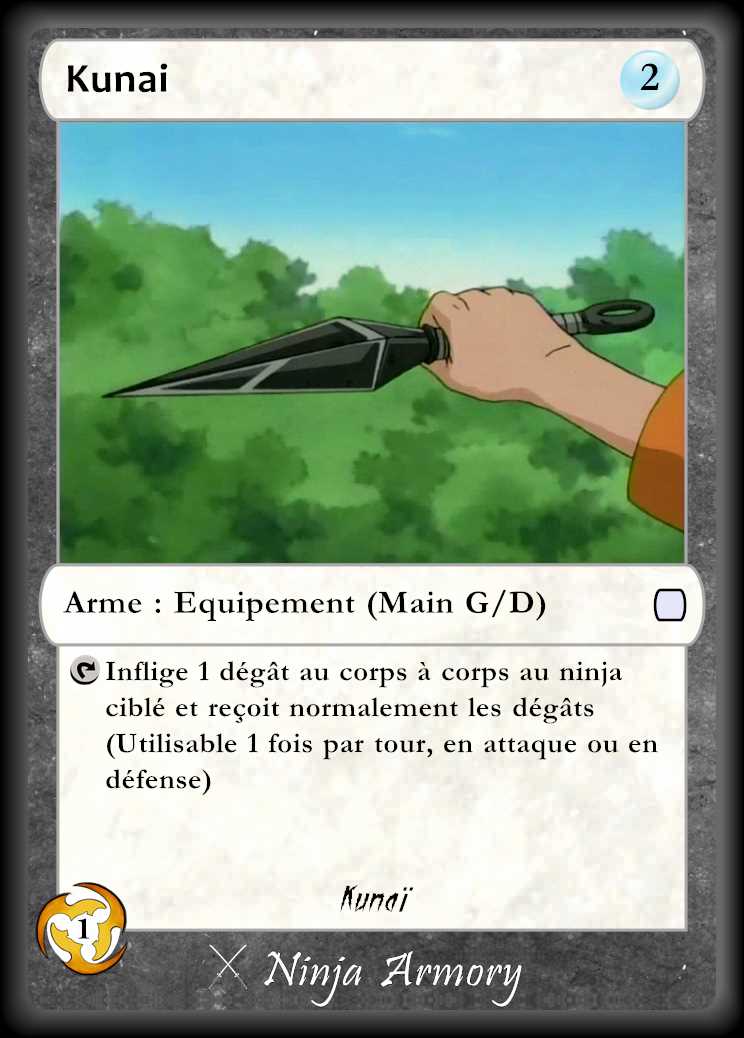 Kunai
2
Arme : Equipement (Main G/D)
Inflige 1 dégât au corps à corps au ninja
ciblé et reçoit normalement les dégâts
(Utilisable 1 fois par tour, en attaque ou en
défense)
Kunaï
1
Ninja Armory